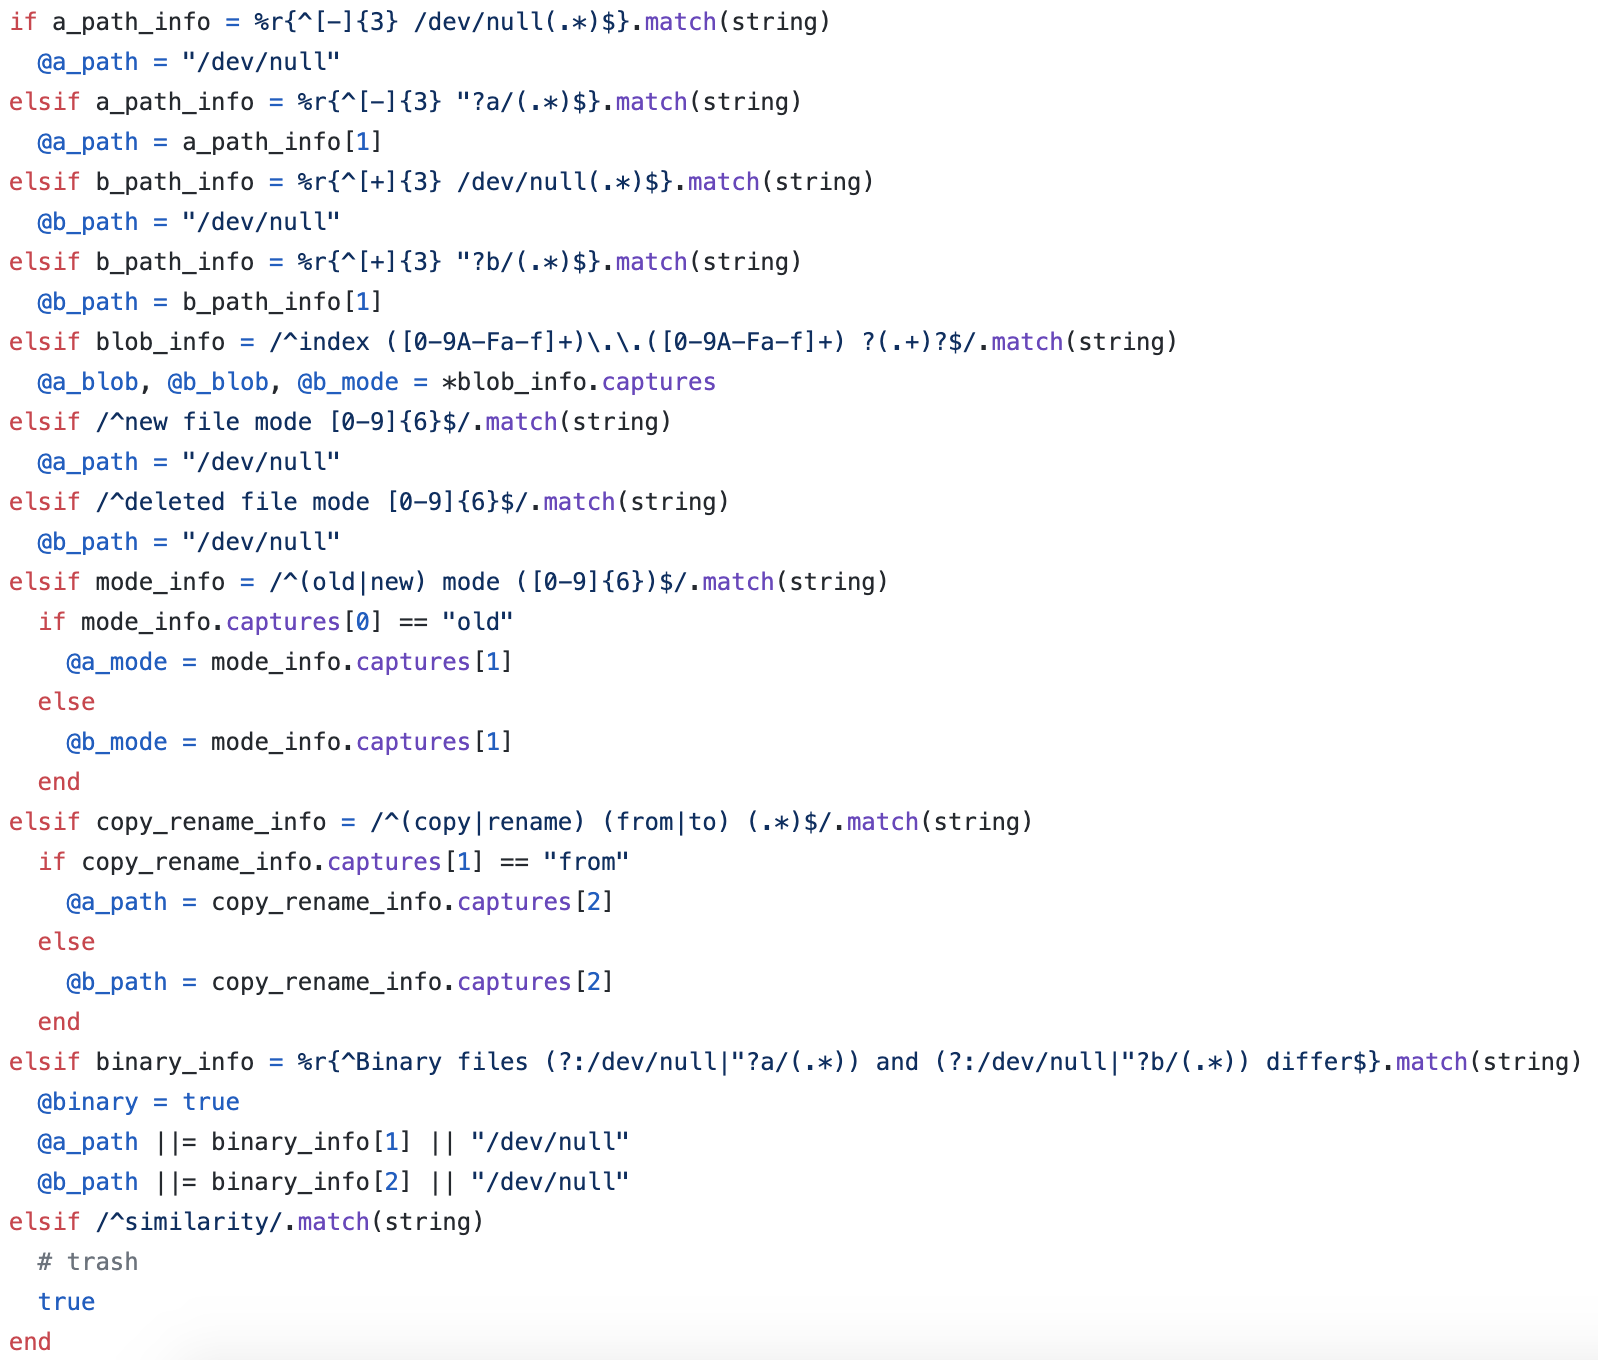 if a_path_info = %r{^[-]{3} /dev/null(.*)$}.match(string)
  @a_path = "/dev/null"
elsif a_path_info = %r{^[-]{3} "?a/(.*)$}.match(string)
  @a_path = a_path_info[1]
elsif b_path_info = %r{^[+]{3} /dev/null(.*)$}.match(string)
  @b_path = "/dev/null"
elsif b_path_info = %r{^[+]{3} "?b/(.*)$}.match(string)
  @b_path = b_path_info[1]
elsif blob_info = /^index ([0-9A-Fa-f]+)\.\.([0-9A-Fa-f]+) ?(.+)?$/.match(string)
  @a_blob, @b_blob, @b_mode = *blob_info.captures
elsif /^new file mode [0-9]{6}$/.match(string)
  @a_path = "/dev/null"
elsif /^deleted file mode [0-9]{6}$/.match(string)
  @b_path = "/dev/null"
elsif mode_info = /^(old|new) mode ([0-9]{6})$/.match(string)
  if mode_info.captures[0] == "old"
    @a_mode = mode_info.captures[1]
  else
    @b_mode = mode_info.captures[1]
  end
elsif copy_rename_info = /^(copy|rename) (from|to) (.*)$/.match(string)
  if copy_rename_info.captures[1] == "from"
    @a_path = copy_rename_info.captures[2]
  else
    @b_path = copy_rename_info.captures[2]
  end
elsif binary_info = %r{^Binary files (?:/dev/null|"?a/(.*)) and (?:/dev/null|"?b/(.*)) differ$}.match(string)
  @binary = true
  @a_path ||= binary_info[1] || "/dev/null"
  @b_path ||= binary_info[2] || "/dev/null"
elsif /^similarity/.match(string)
  # trash
  true
end